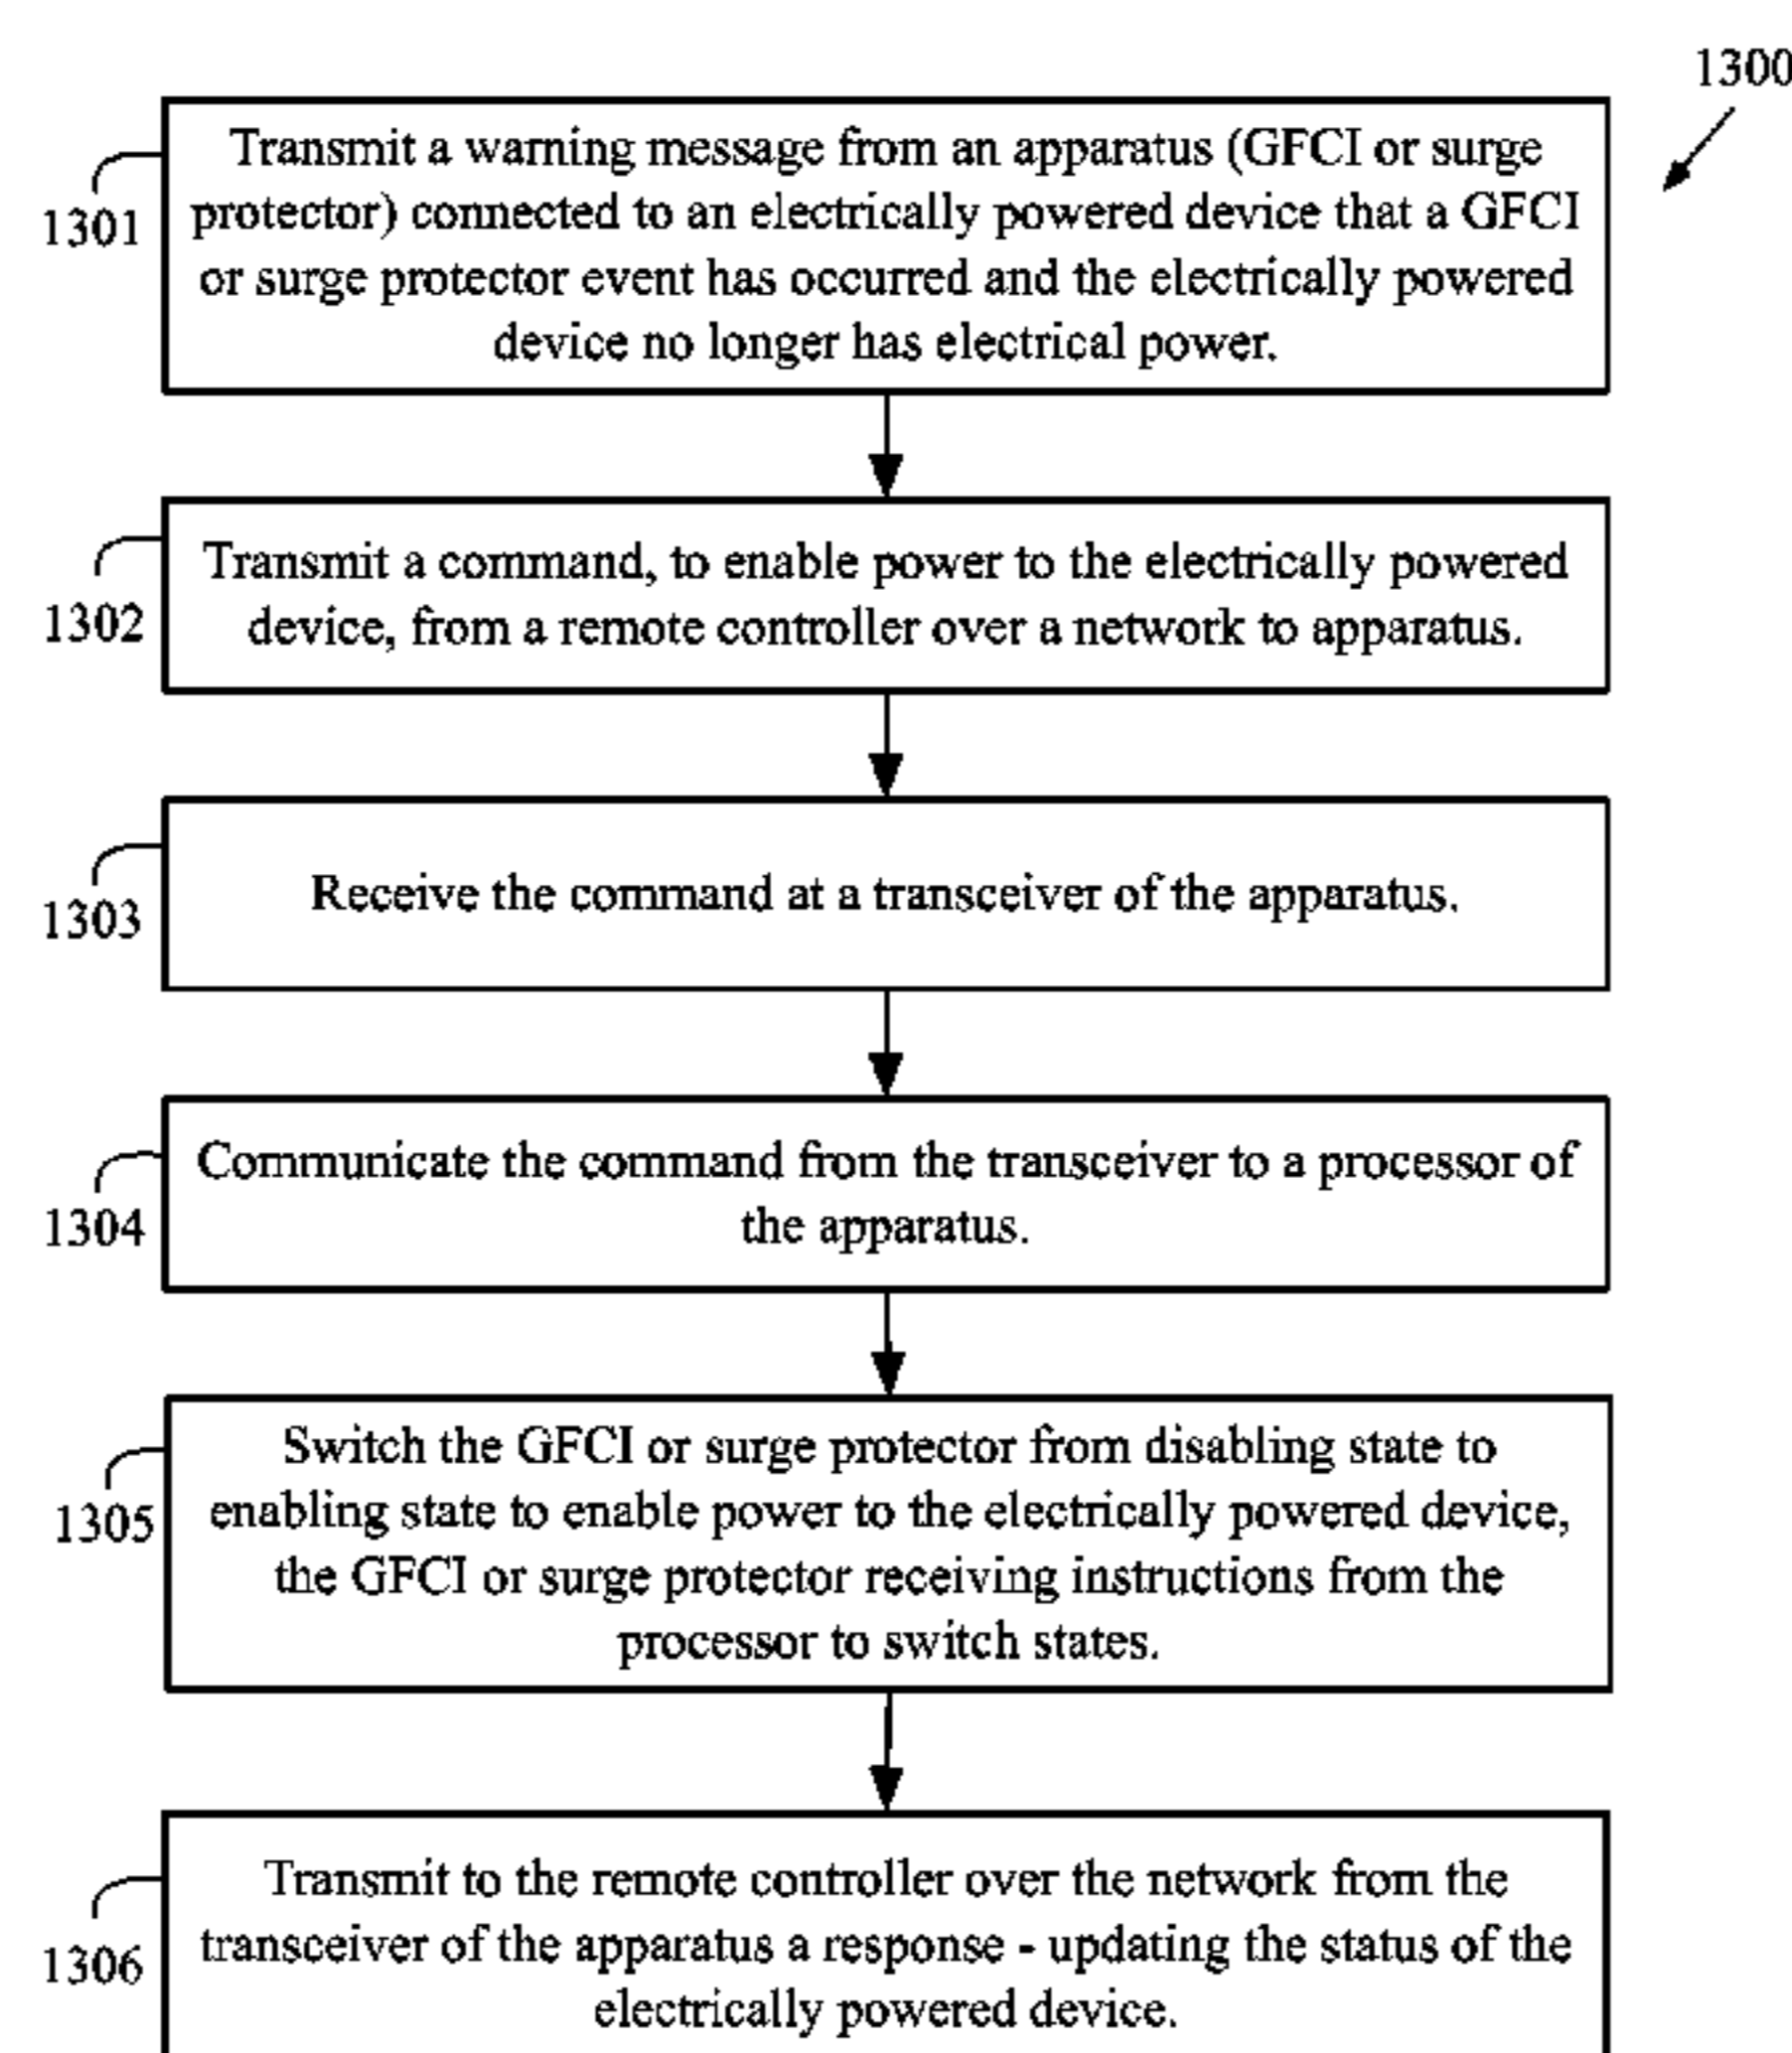 1300
Transmit a warning message from an apparatus (GFCI or surge
protector) connected to an electrically powered device that a GFCI
or surge protector event has occurred and the electrically powered
device no longer has electrical power.
1301
Transmit a command, to enable power to the electrically powered
device, from a remote controller over a network to apparatus.
1302
Receive the command at a transceiver of the apparatus.
1303
Communicate the command from the transceiver to a processor of
the apparatus.
1304
Switch the GFCI or surge protector from disabling state to
enabling state to enable power to the electrically powered device,
the GFCI or surge protector receiving instructions from the
processor to switch states.
1305
Transmit to the remote controller over the network from the
transceiver of the apparatus a response - updating the status of the
electrically powered device.
1306